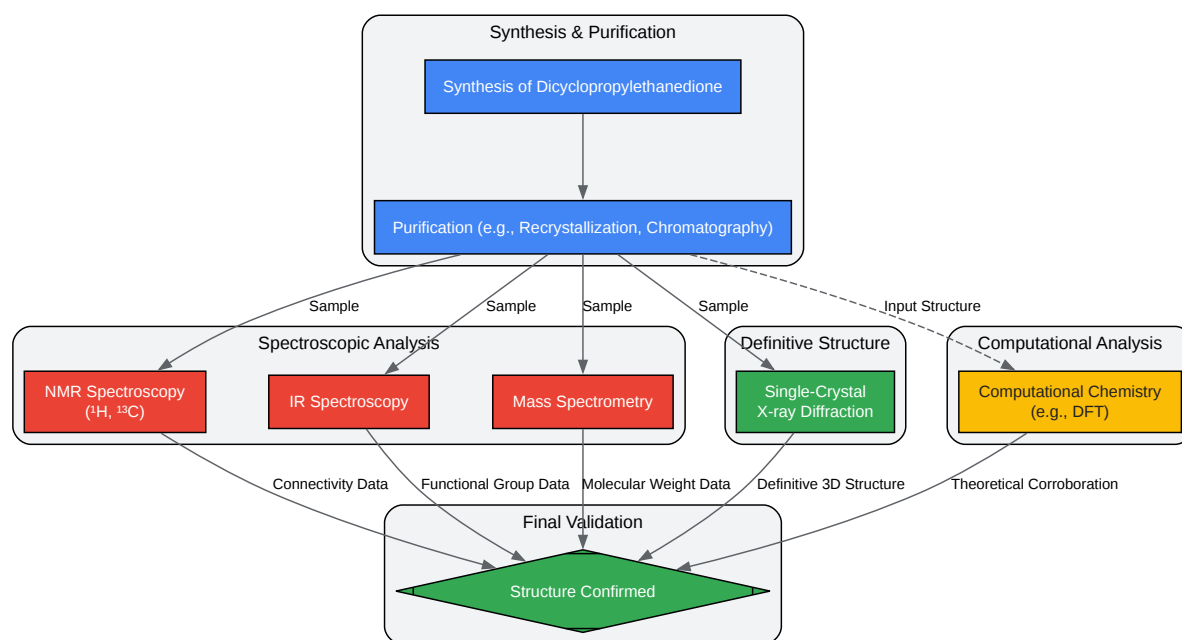 Synthesis & Purification
Synthesis of Dicyclopropylethanedione
Purification (e.g., Recrystallization, Chromatography)
Sample
Sample
Sample
Sample
Input Structure
Spectroscopic Analysis
Definitive Structure
Computational Analysis
NMR Spectroscopy
(¹H, ¹³C)
IR Spectroscopy
Mass Spectrometry
Single-Crystal
X-ray Diffraction
Computational Chemistry
(e.g., DFT)
Connectivity Data
Functional Group Data
Molecular Weight Data
Definitive 3D Structure
Theoretical Corroboration
Final Validation
Structure Confirmed